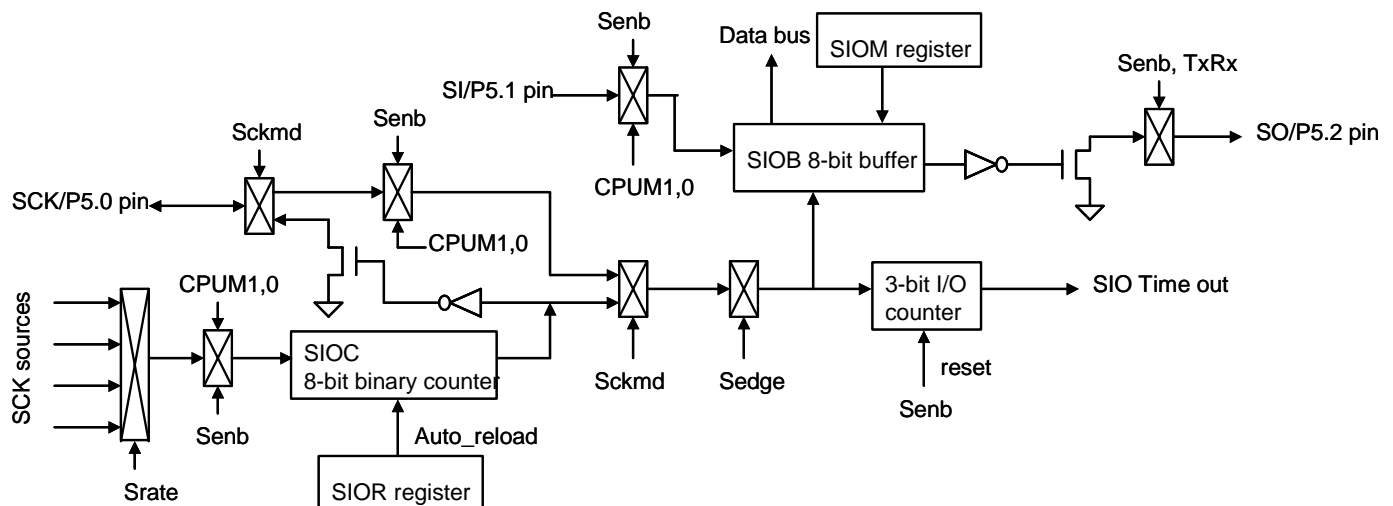 Senb
Data bus
SIOM register
Senb, TxRx
SI/P5.1 pin
Sckmd
Senb
SIOB 8-bit buffer
SO/P5.2 pin
CPUM1,0
SCK/P5.0 pin
CPUM1,0
CPUM1,0
3-bit I/O
counter
SIO Time out
SCK sources
SIOC
8-bit binary counter
Sckmd
Sedge
reset
Senb
Senb
Auto_reload
Srate
SIOR register